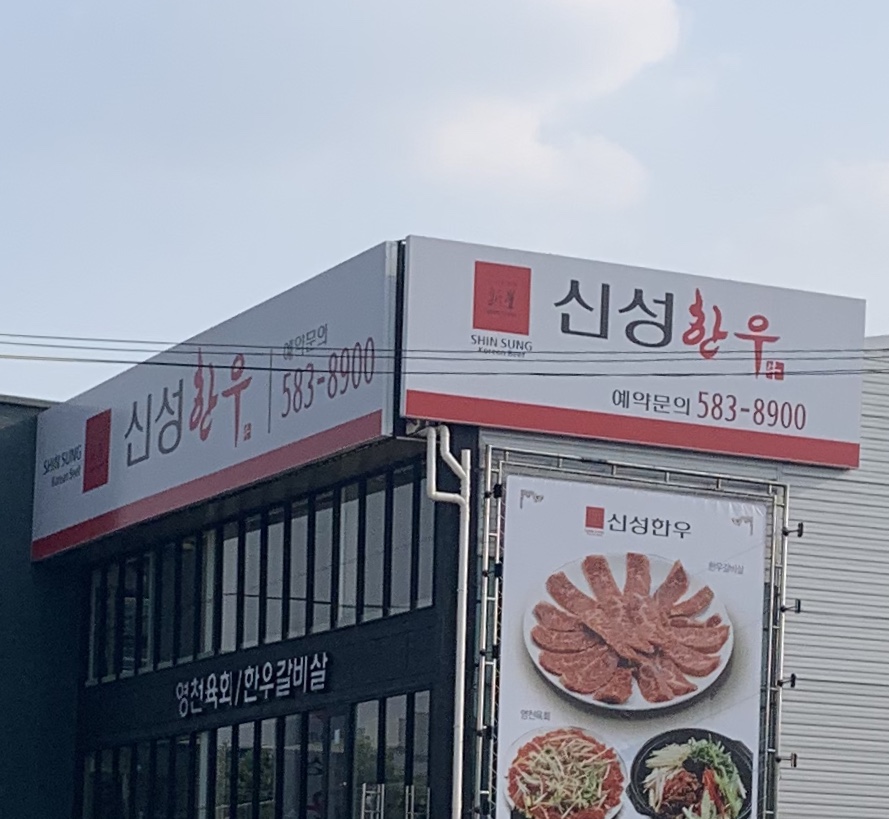 SHIN SUNG
Korean Beef
신성한우
예약문의
583-8900
SHIN SUNG
Korean Beef
신성한우
예약문의 583-8900
영천육회/한우갈비살
신성한우
한우갈비살
영천육회